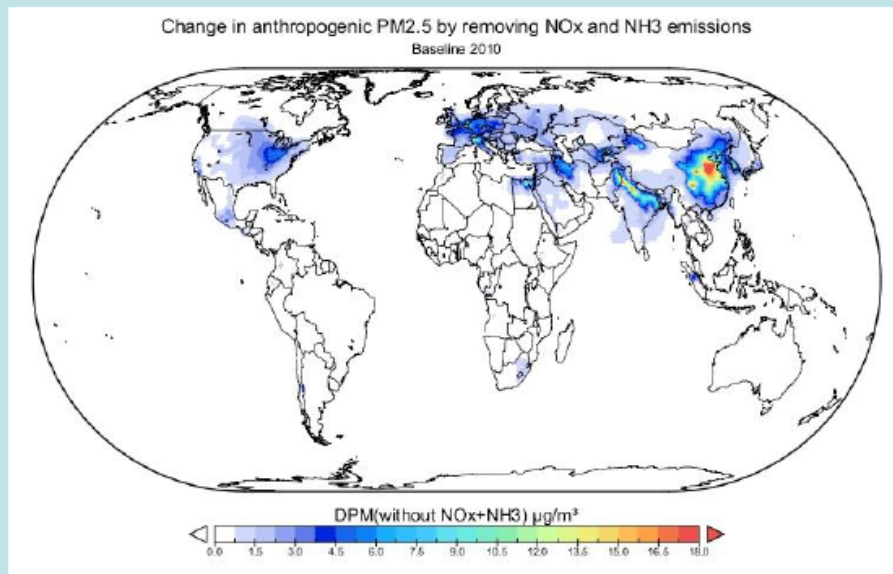 Change in anthropogenic PM2.5 by removing NOx and NH3 emissions
Baseline 2010
DPM(without NOx+NH3) µg/m³
0.0 1.5 3.0 4.5 6.0 7.5 9.0 10.5 12.0 13.5 15.0 16.5 18.0